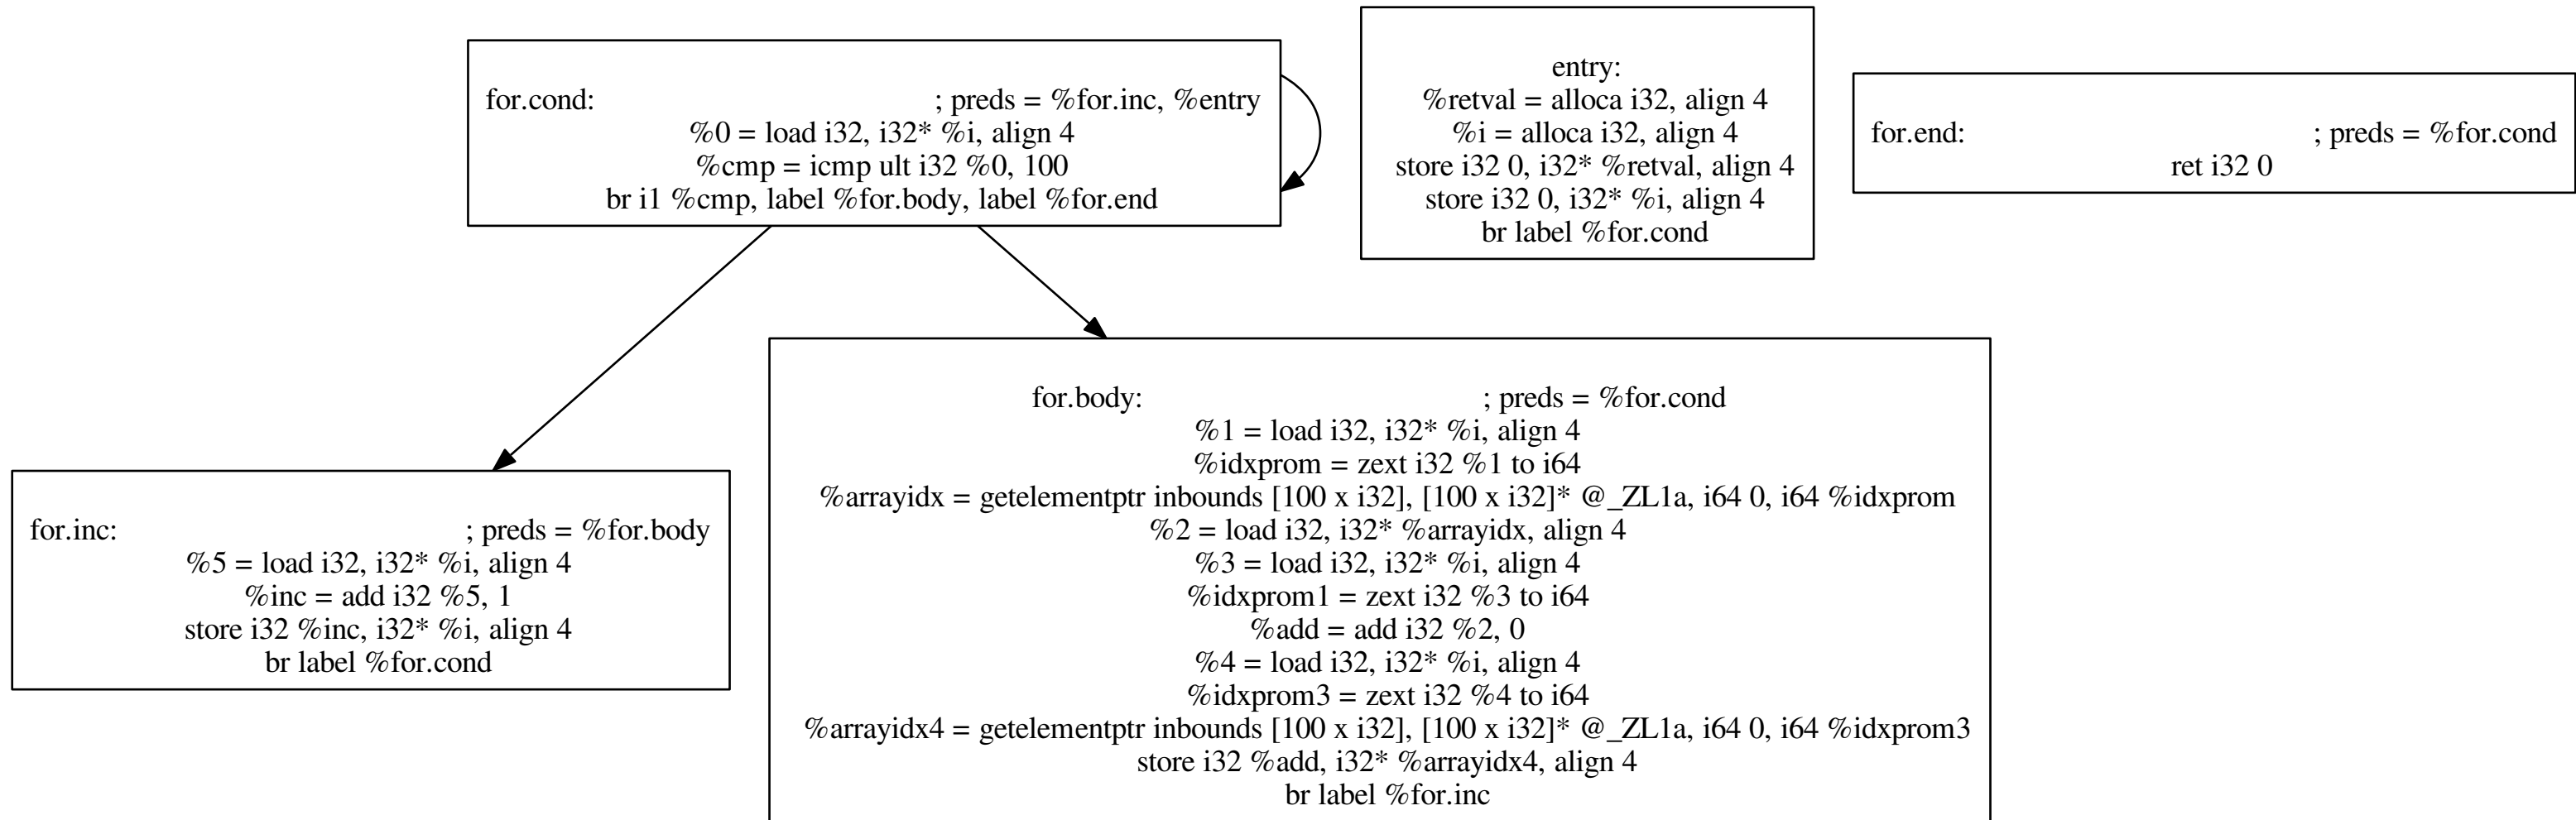 for.cond: ; preds = %for.inc, %entry
%0 = load i32, i32* %i, align 4
%cmp = icmp ult i32 %0, 100
br i1 %cmp, label %for.body, label %for.end
entry:
%retval = alloca i32, align 4
%i = alloca i32, align 4
store i32 0, i32* %retval, align 4
store i32 0, i32* %i, align 4
br label %for.cond
for.end: ; preds = %for.cond
ret i32 0
for.inc: ; preds = %for.body
%5 = load i32, i32* %i, align 4
%inc = add i32 %5, 1
store i32 %inc, i32* %i, align 4
br label %for.cond
for.body: ; preds = %for.cond
%1 = load i32, i32* %i, align 4
%idxprom = zext i32 %1 to i64
%arrayidx = getelementptr inbounds [100 x i32], [100 x i32]* @_ZL1a, i64 0, i64 %idxprom
%2 = load i32, i32* %arrayidx, align 4
%3 = load i32, i32* %i, align 4
%idxprom1 = zext i32 %3 to i64
%add = add i32 %2, 0
%4 = load i32, i32* %i, align 4
%idxprom3 = zext i32 %4 to i64
%arrayidx4 = getelementptr inbounds [100 x i32], [100 x i32]* @_ZL1a, i64 0, i64 %idxprom3
store i32 %add, i32* %arrayidx4, align 4
br label %for.inc